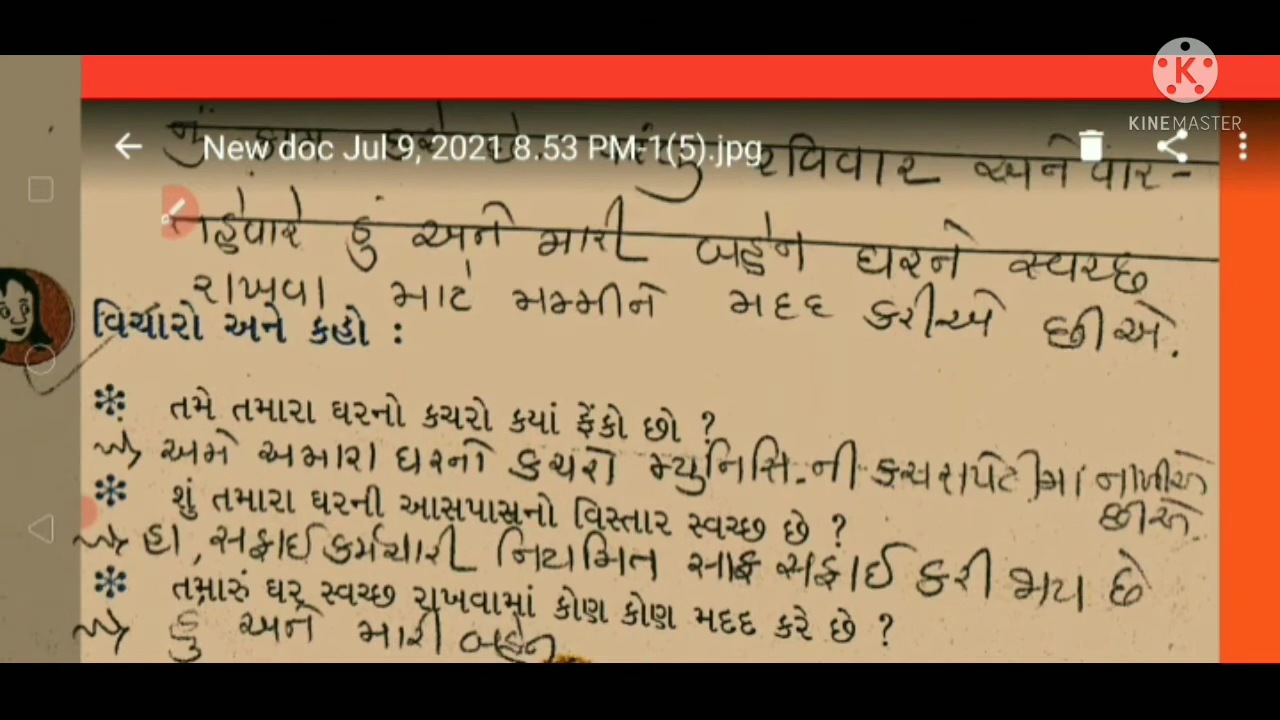 KINEMASTER
New doc Jul 9, 2021 8.53 PM-1(5).jpg
રવિવાર અને વાર-
તહેવારે હું અને મારી બહેન ઘરને સ્વચ્છ
રાખવા માટે મમ્મીને મદદ કરીએ છીએ.
વિચારો અને કહો :
તમે તમારા ઘરનો કચરો કયાં ફેંકો છો ?
અમે અમારા ઘરનો કચરો મ્યુનિસિ.ની કચરાપેટીમાં નાખીએ
છીએ.
શું તમારા ઘરની આસપાસનો વિસ્તાર સ્વચ્છ છે ?
હા, સફાઈ કર્મચારી નિયમિત સાફ સફાઈ કરી જાય છે
તમારું ઘર સ્વચ્છ રાખવામાં કોણ કોણ મદદ કરે છે ?
હું અને મારી બહેન